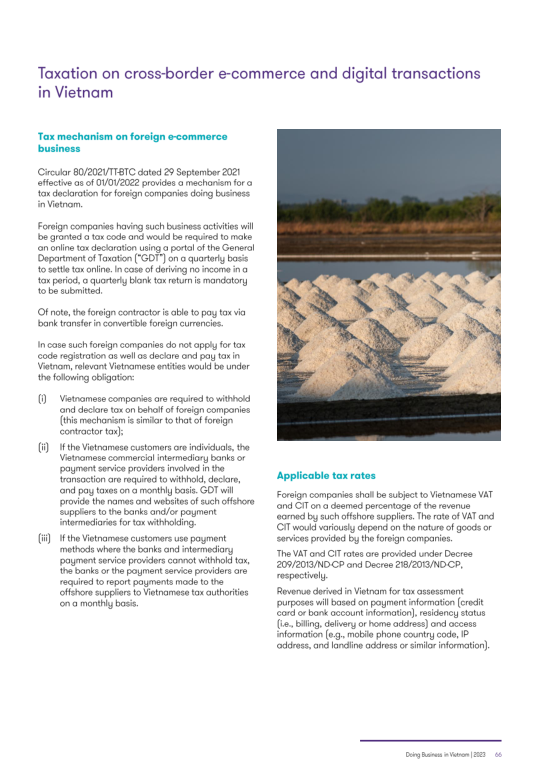 Taxation on cross-border e-commerce and digital transactions
in Vietnam
Tax mechanism on foreign e-commerce
business
Circular 80/2021/TT-BTC dated 29 September 2021
effective as of 01/01/2022 provides a mechanism for a
tax declaration for foreign companies doing business
in Vietnam.
Foreign companies having such business activities will
be granted a tax code and would be required to make
an online tax declaration using a portal of the General
Department of Taxation ("GDT") on a quarterly basis
to settle tax online. In case of deriving no income in a
tax period, a quarterly blank tax return is mandatory
to be submitted.
Of note, the foreign contractor is able to pay tax via
bank transfer in convertible foreign currencies.
In case such foreign companies do not apply for tax
code registration as well as declare and pay tax in
Vietnam, relevant Vietnamese entities would be under
the following obligation:
(i) Vietnamese companies are required to withhold
and declare tax on behalf of foreign companies
(this mechanism is similar to that of foreign
contractor tax);
(ii) If the Vietnamese customers are individuals, the
Vietnamese commercial intermediary banks or
payment service providers involved in the
transaction are required to withhold, declare,
and pay taxes on a monthly basis. GDT will
provide the names and websites of such offshore
suppliers to the banks and/or payment
intermediaries for tax withholding.
(iii) If the Vietnamese customers use payment
methods where the banks and intermediary
payment service providers cannot withhold tax,
the banks or the payment service providers are
required to report payments made to the
offshore suppliers to Vietnamese tax authorities
on a monthly basis.
Applicable tax rates
Foreign companies shall be subject to Vietnamese VAT
and CIT on a deemed percentage of the revenue
earned by such offshore suppliers. The rate of VAT and
CIT would variously depend on the nature of goods or
services provided by the foreign companies.
The VAT and CIT rates are provided under Decree
209/2013/ND-CP and Decree 218/2013/ND-CP,
respectively.
Revenue derived in Vietnam for tax assessment
purposes will based on payment information (credit
card or bank account information), residency status
(i.e., billing, delivery or home address) and access
information (e.g., mobile phone country code, IP
address, and landline address or similar information).
Doing Business in Vietnam | 2023 66